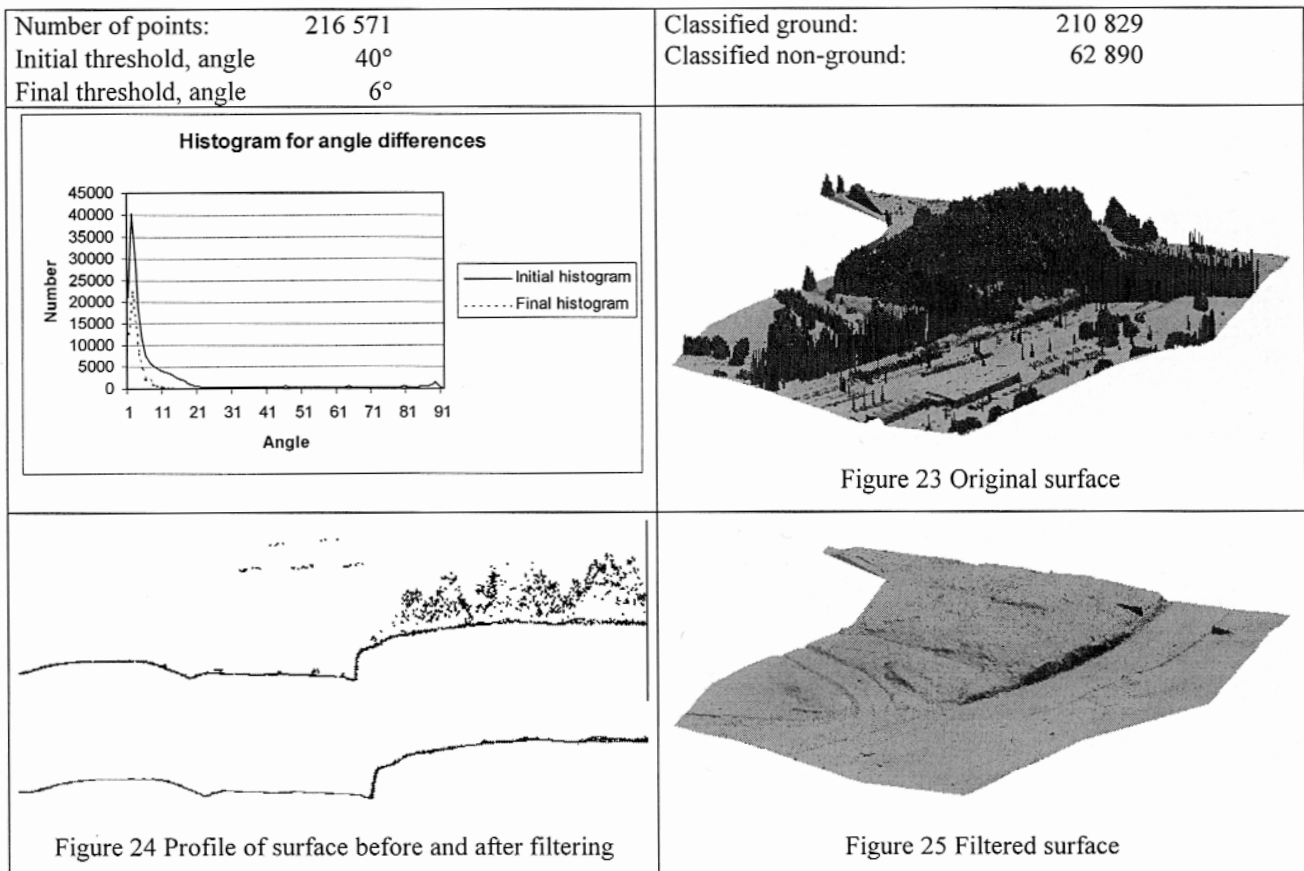 Number of points: 216 571
Initial threshold, angle 40°
Final threshold, angle 6°
Classified ground: 210 829
Classified non-ground: 62 890
Histogram for angle differences
45000
40000
35000
30000
25000
20000
15000
10000
5000
0
Number
1 11 21 31 41 51 61 71 81 91
Angle
Initial histogram
Final histogram
Figure 23 Original surface
Figure 24 Profile of surface before and after filtering
Figure 25 Filtered surface